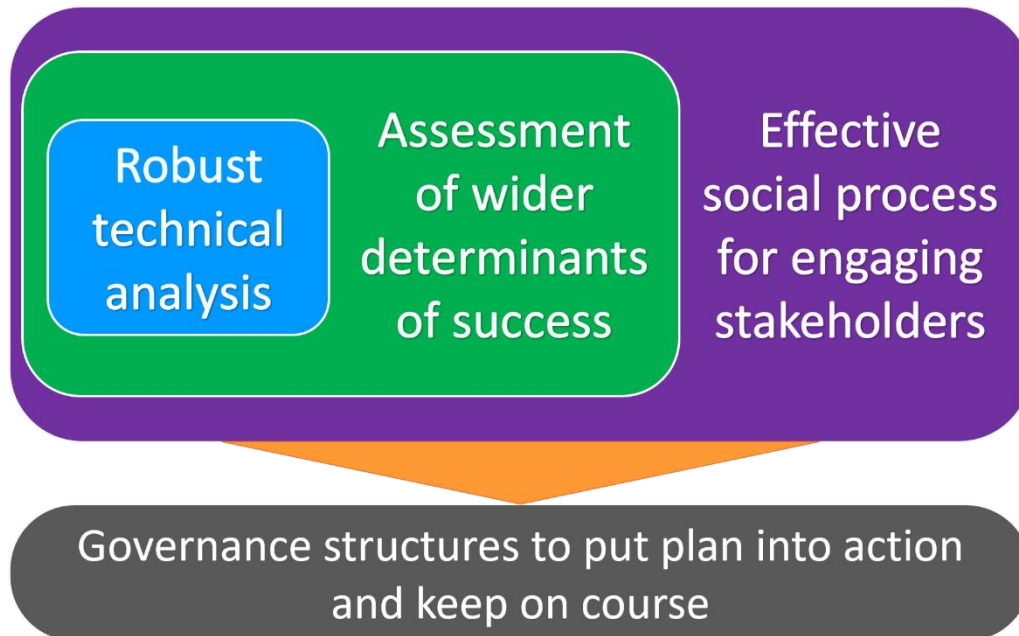 Robust
technical
analysis
Assessment
of wider
determinants
of success
Effective
social process
for engaging
stakeholders
Governance structures to put plan into action
and keep on course